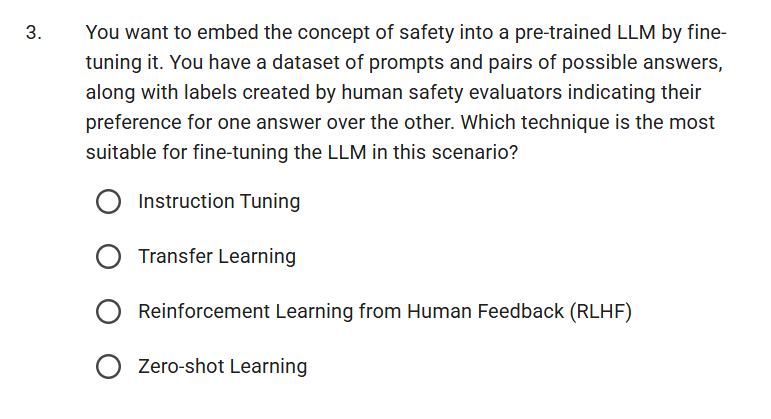 3. You want to embed the concept of safety into a pre-trained LLM by fine-
tuning it. You have a dataset of prompts and pairs of possible answers,
along with labels created by human safety evaluators indicating their
preference for one answer over the other. Which technique is the most
suitable for fine-tuning the LLM in this scenario?
Instruction Tuning
Transfer Learning
Reinforcement Learning from Human Feedback (RLHF)
Zero-shot Learning